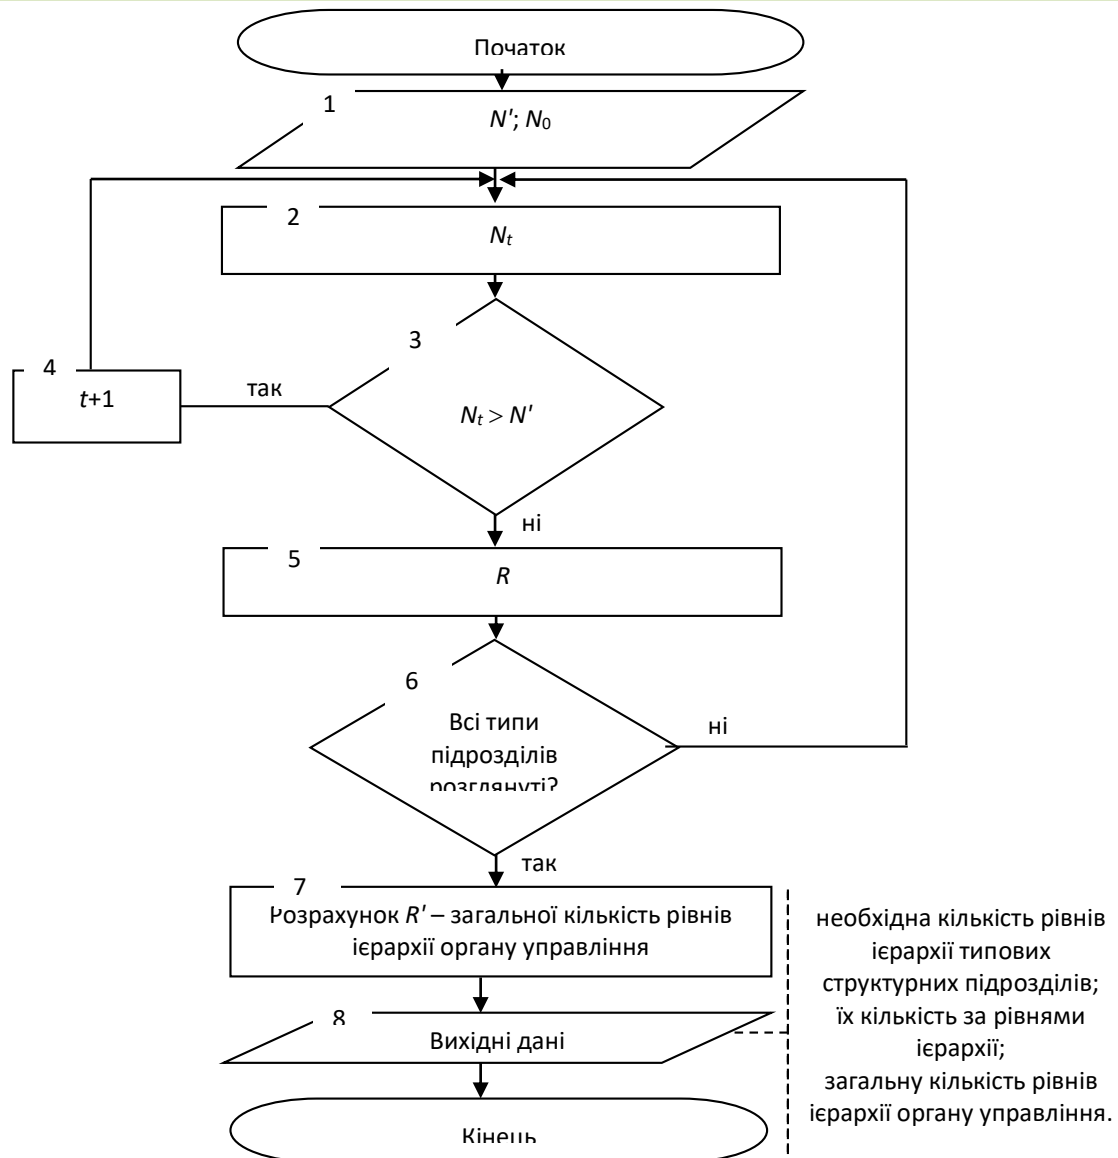 Початок
1
N'; N0
2
Nt
3
4
t+1
так
Nt > N'
ні
5
R
6
Всі типи
підрозділів
розглянуті?
ні
так
7
Розрахунок R' – загальної кількість рівнів
ієрархії органу управління
8
Вихідні дані
необхідна кількість рівнів
ієрархії типових
структурних підрозділів;
їх кількість за рівнями
ієрархії;
загальну кількість рівнів
ієрархії органу управління.
Кінець